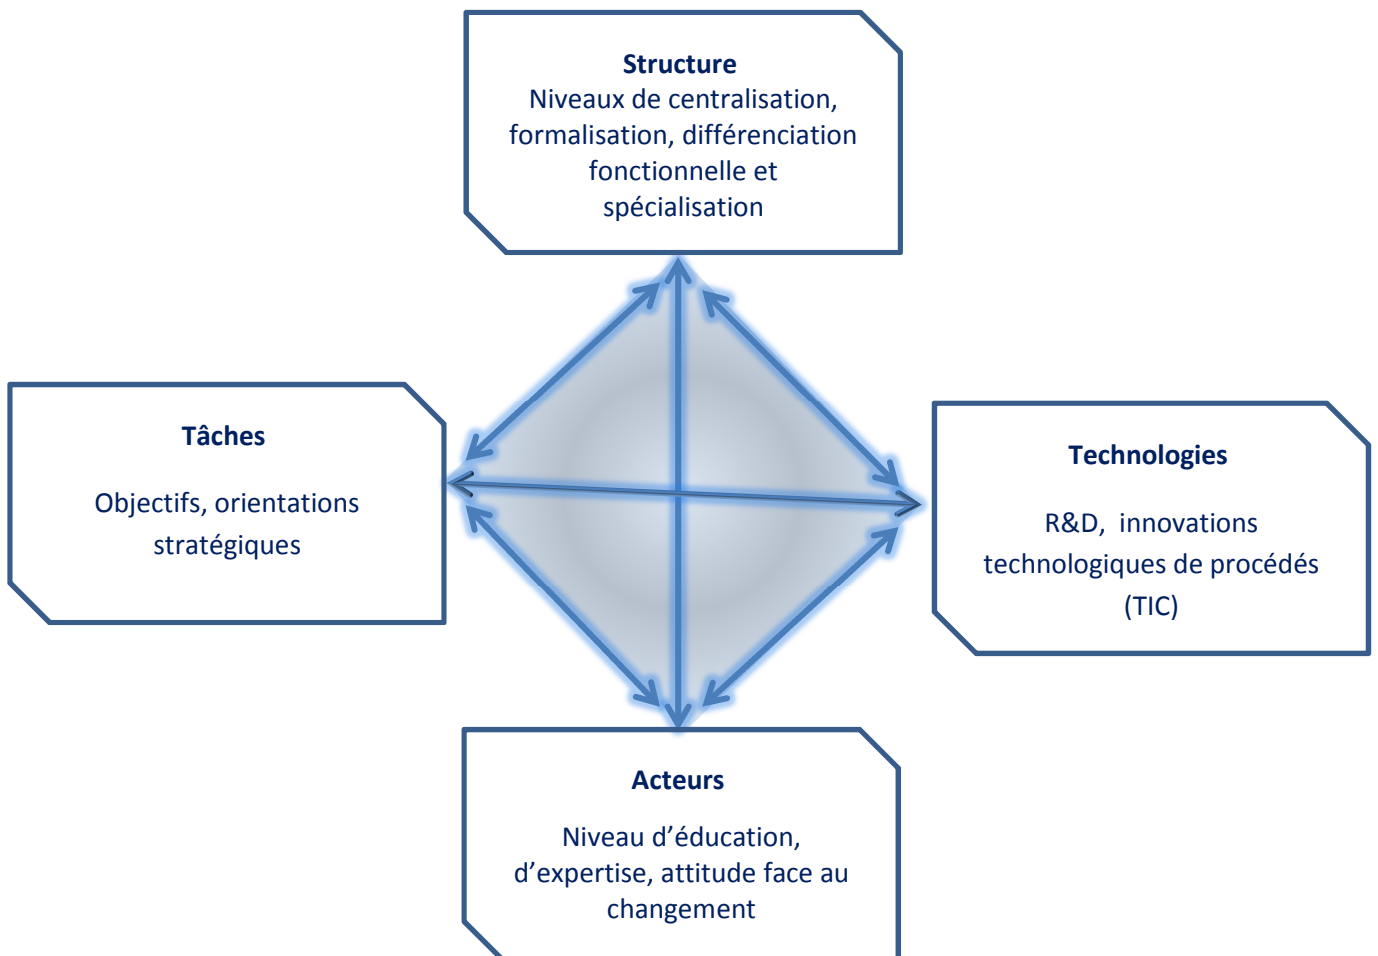 Structure
Niveaux de centralisation,
formalisation, différenciation
fonctionnelle et
spécialisation
Tâches
Objectifs, orientations
stratégiques
Technologies
R&D, innovations
technologiques de procédés
(TIC)
Acteurs
Niveau d’éducation,
d’expertise, attitude face au
changement